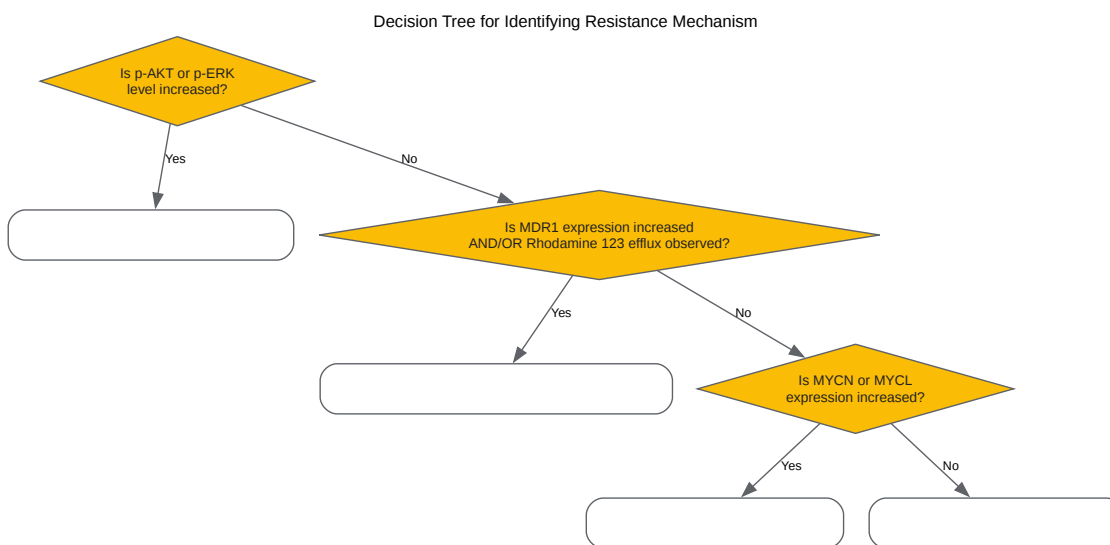 Decision Tree for Identifying Resistance Mechanism
Is p-AKT or p-ERK
level increased?
Yes
No
Is MDR1 expression increased
AND/OR Rhodamine 123 efflux observed?
Yes
No
Is MYCN or MYCL
expression increased?
Yes
No